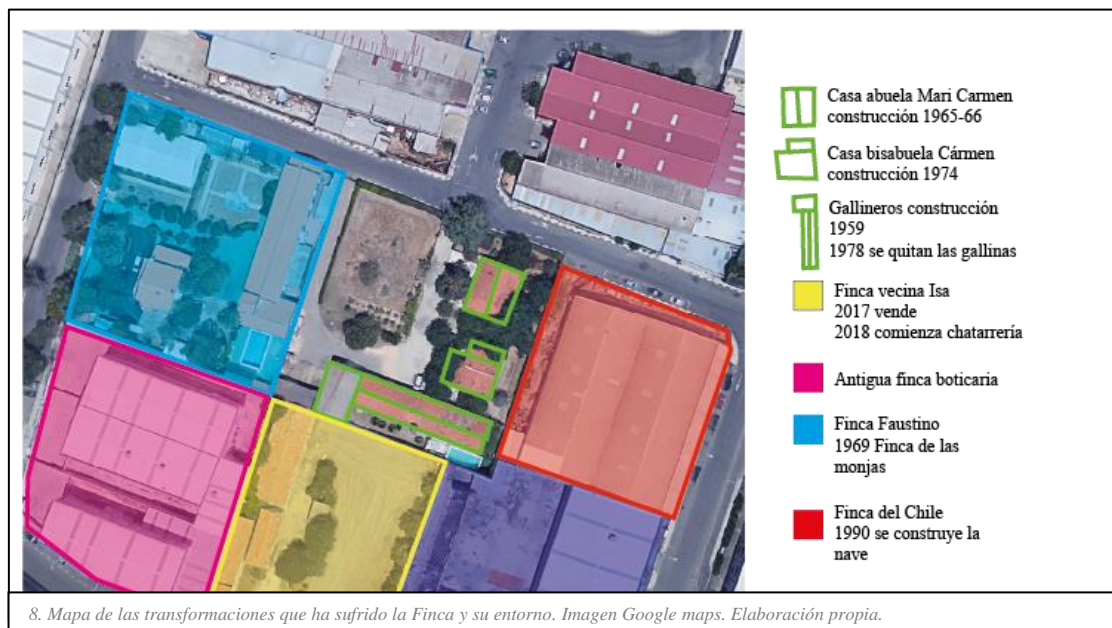 Casa abuela Mari Carmen
construcción 1965-66
Casa bisabuela Cármen
construcción 1974
Gallineros construcción
1959
1978 se quitan las gallinas
Finca vecina Isa
2017 vende
2018 comienza chatarrería
Antigua finca boticaria
Finca Faustino
1969 Finca de las
monjas
Finca del Chile
1990 se construye la
nave
8. Mapa de las transformaciones que ha sufrido la Finca y su entorno. Imagen Google maps. Elaboración propia.